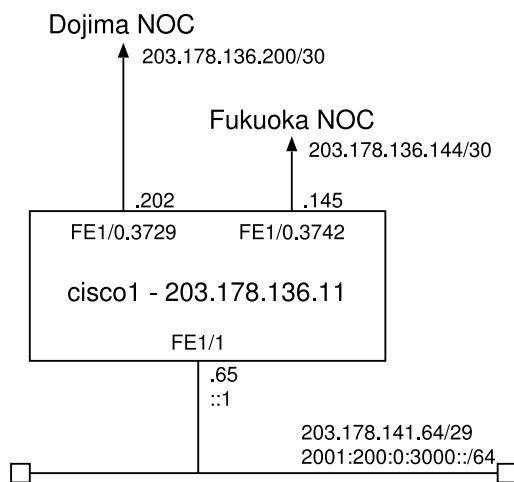 Dojima NOC
203.178.136.200/30
Fukuoka NOC
203.178.136.144/30
.202
.145
FE1/0.3729
FE1/0.3742
cisco1 - 203.178.136.11
FE1/1
.65
::1
203.178.141.64/29
2001:200:0:3000::/64